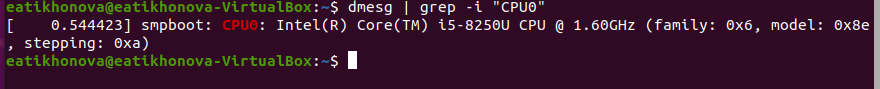 eatikhonova@eatikhonova-VirtualBox:~$ dmesg | grep -i "CPU0"
[    0.544423] smpboot: CPU0: Intel(R) Core(TM) i5-8250U CPU @ 1.60GHz (family: 0x6, model: 0x8e
, stepping: 0xa)
eatikhonova@eatikhonova-VirtualBox:~$